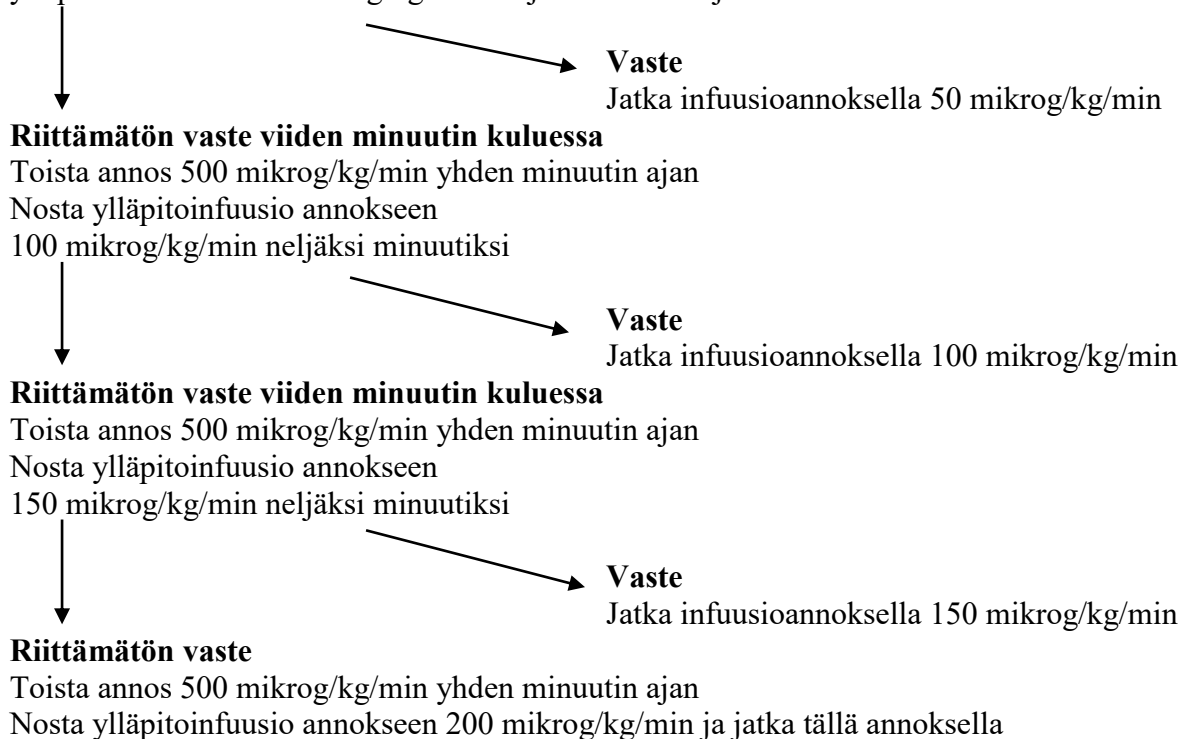 Vaste
Jatka infuusioannoksella 50 mikrog/kg/min
Riittämätön vaste viiden minuutin kuluessa
Toista annos 500 mikrog/kg/min yhden minuutin ajan
Nosta ylläpitoinfuusio annokseen
100 mikrog/kg/min neljäksi minuutiksi
Vaste
Jatka infuusioannoksella 100 mikrog/kg/min
Riittämätön vaste viiden minuutin kuluessa
Toista annos 500 mikrog/kg/min yhden minuutin ajan
Nosta ylläpitoinfuusio annokseen
150 mikrog/kg/min neljäksi minuutiksi
Vaste
Jatka infuusioannoksella 150 mikrog/kg/min
Riittämätön vaste
Toista annos 500 mikrog/kg/min yhden minuutin ajan
Nosta ylläpitoinfuusio annokseen 200 mikrog/kg/min ja jatka tällä annoksella